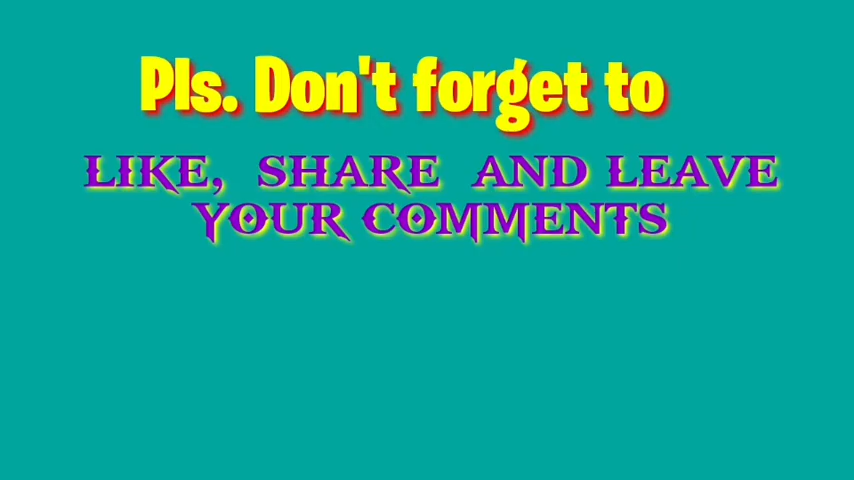 Pls. Don't forget to
LIKE, SHARE AND LEAVE
YOUR COMMENTS